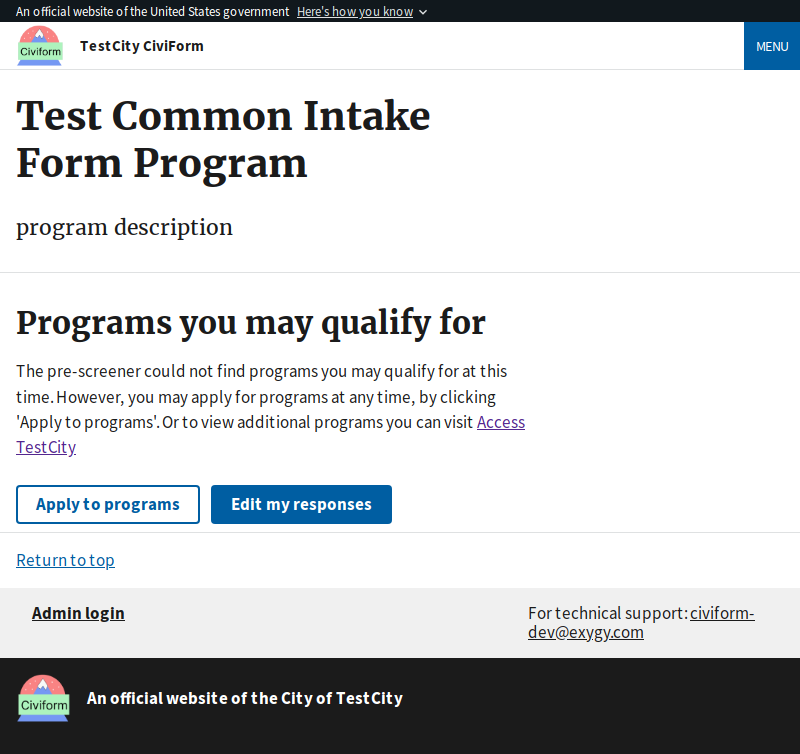 An official website of the United States government Here's how you know
Civiform
TestCity CiviForm
MENU
Test Common Intake
Form Program
program description
Programs you may qualify for
The pre-screener could not find programs you may qualify for at this
time. However, you may apply for programs at any time, by clicking
'Apply to programs'. Or to view additional programs you can visit Access
TestCity
Apply to programs
Edit my responses
Return to top
Admin login
For technical support: civiform-
dev@exygy.com
Civiform
An official website of the City of TestCity